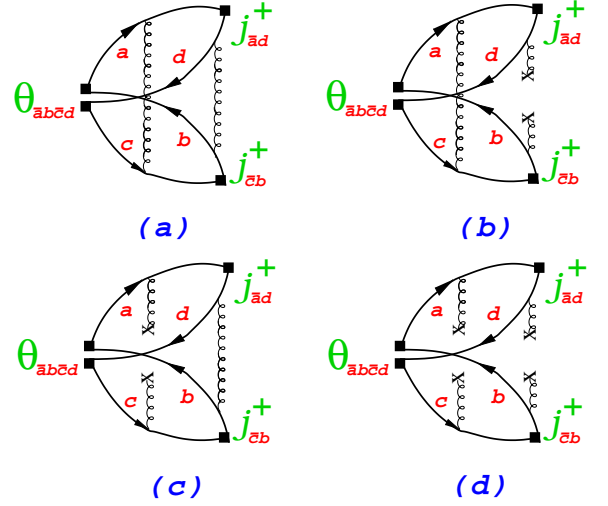 a d j⁺ād
θābc̄d
c b j⁺c̄b
(a)
a d j⁺ād
x
x
θābc̄d
c b j⁺c̄b
(b)
a d j⁺ād
x
θābc̄d
x
c b j⁺c̄b
(c)
a d j⁺ād
x x
θābc̄d
x x
c b j⁺c̄b
(d)